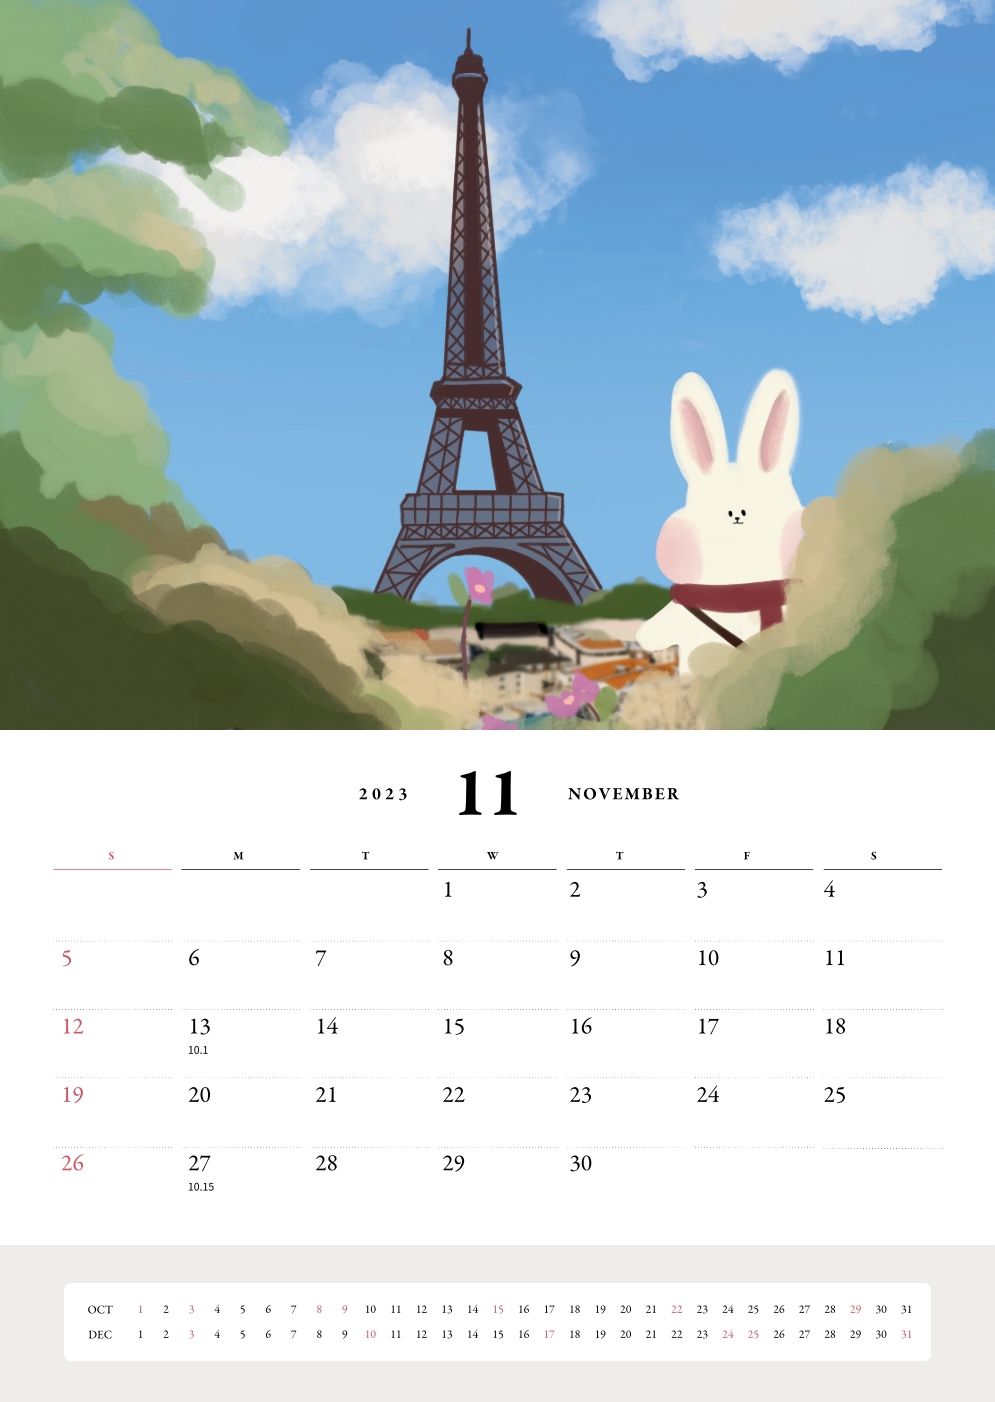 2023 11 NOVEMBER
S M T W T F S
1 2 3 4
5 6 7 8 9 10 11
12 13 14 15 16 17 18
10.1
19 20 21 22 23 24 25
26 27 28 29 30
10.15
OCT 1 2 3 4 5 6 7 8 9 10 11 12 13 14 15 16 17 18 19 20 21 22 23 24 25 26 27 28 29 30 31
DEC 1 2 3 4 5 6 7 8 9 10 11 12 13 14 15 16 17 18 19 20 21 22 23 24 25 26 27 28 29 30 31